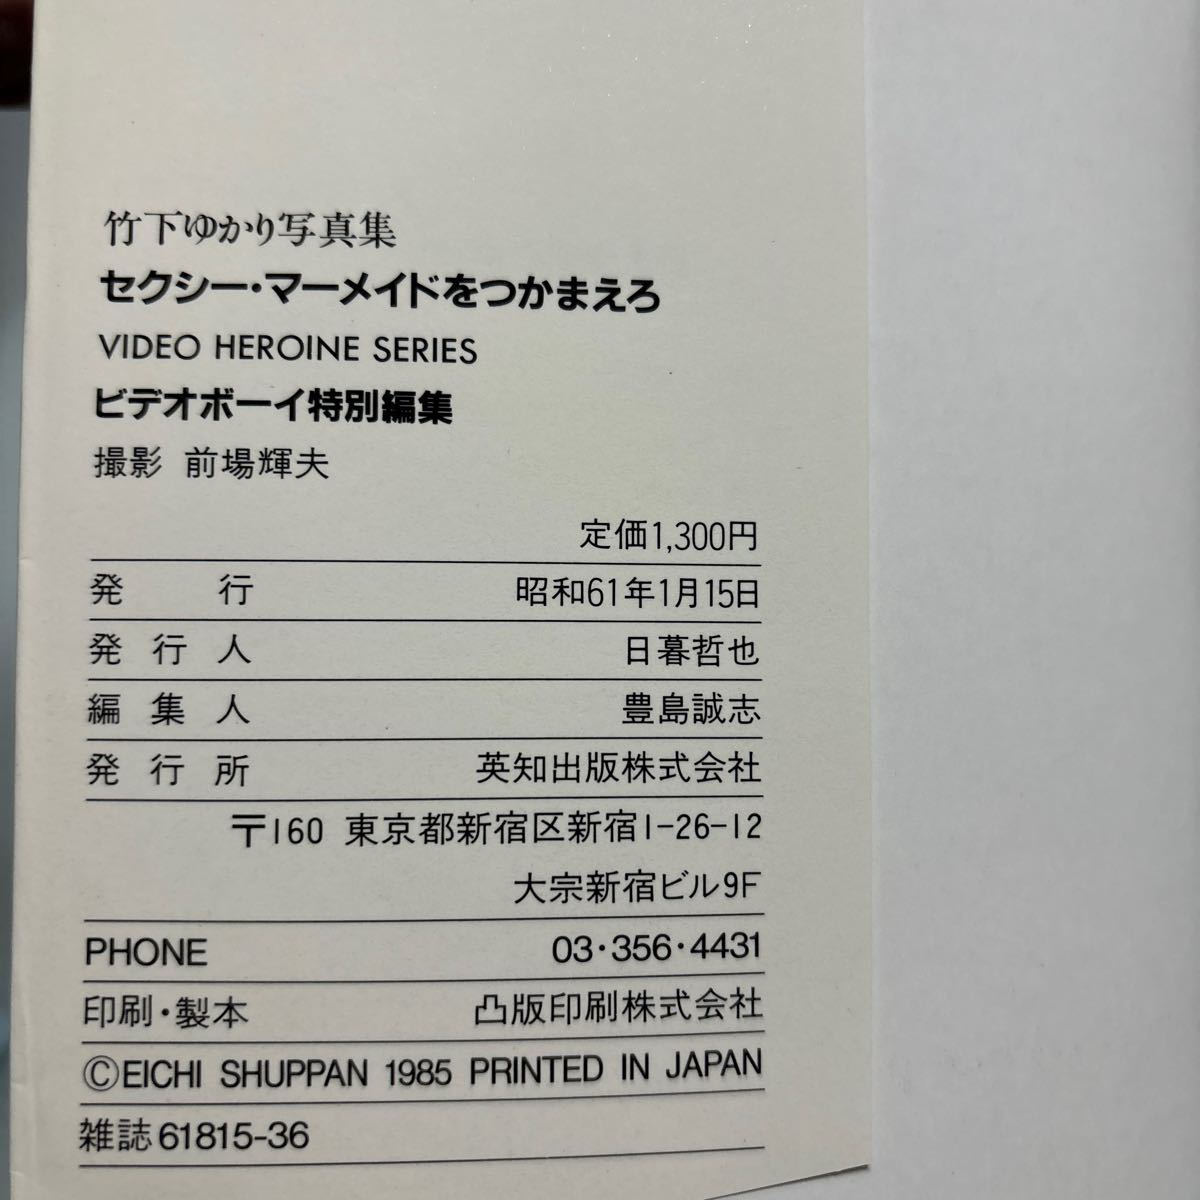 竹下ゆかり写真集
セクシー・マーメイドをつかまえろ
VIDEO HEROINE SERIES
ビデオボーイ特別編集
撮影 前場輝夫
定価1,300円
発行 昭和61年1月15日
発行人 日暮哲也
編集人 豊島誠志
発行所 英知出版株式会社
〒160 東京都新宿区新宿1-26-12
大宗新宿ビル9F
PHONE 03・356・4431
印刷・製本 凸版印刷株式会社
©EICHI SHUPPAN 1985 PRINTED IN JAPAN
雑誌61815-36